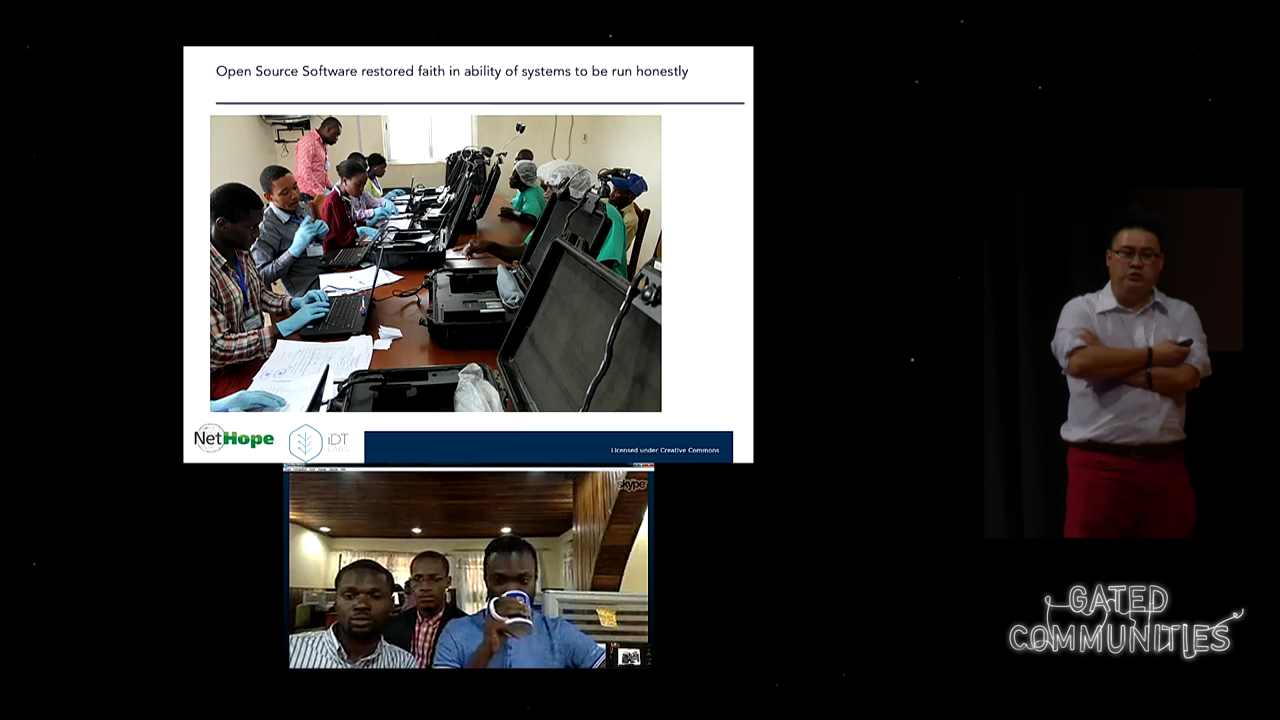 Open Source Software restored faith in ability of systems to be run honestly
NetHope
iDT
LABS
Licensed under Creative Commons
skype
GATED
COMMUNITIES